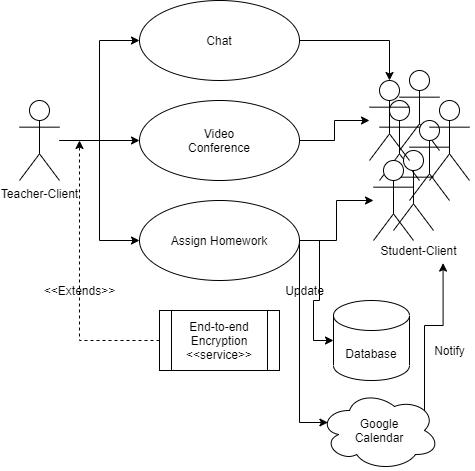 Chat
Video
Conference
Teacher-Client
Assign Homework
Student-Client
<<Extends>>
Update
End-to-end
Encryption
<<service>>
Database
Notify
Google
Calendar